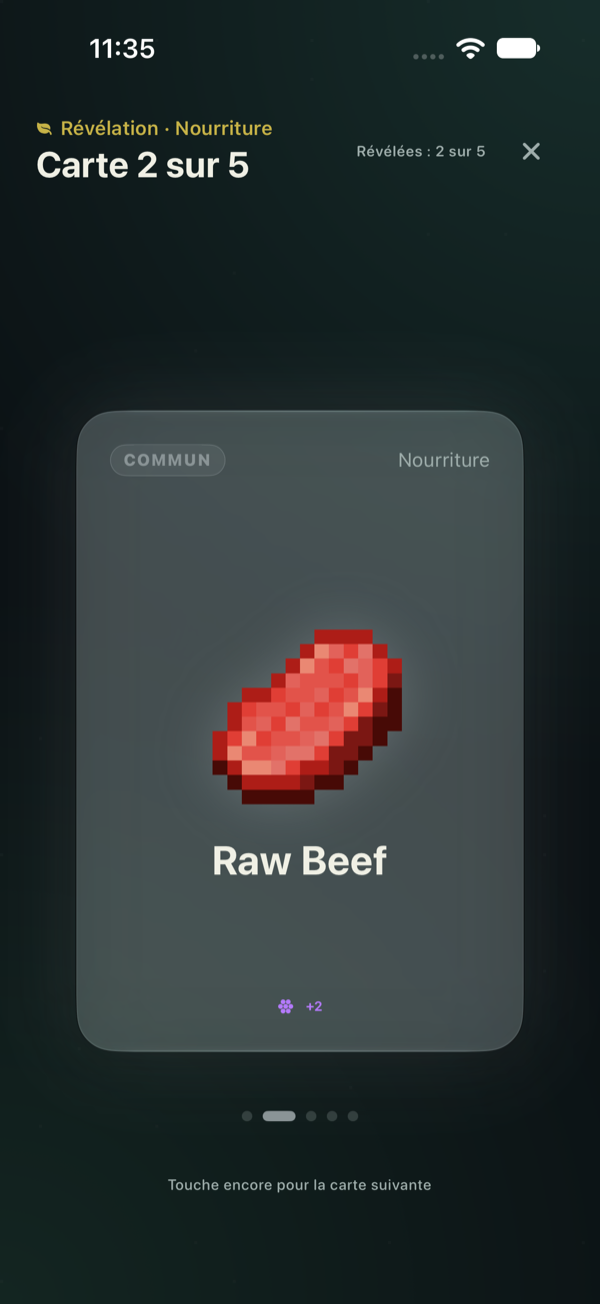 11:35
Révélation · Nourriture
Carte 2 sur 5
Révélées : 2 sur 5
COMMUN
Nourriture
Raw Beef
+2
Touche encore pour la carte suivante